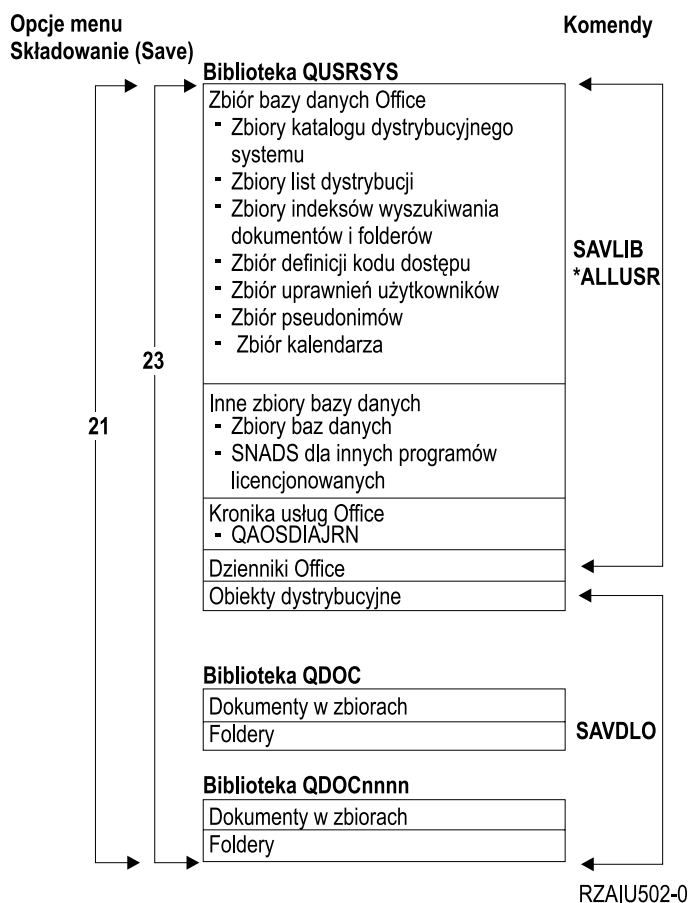 Opcje menu
Składowanie (Save)
Komendy
Biblioteka QUSRSYS
Zbiór bazy danych Office
- Zbiory katalogu dystrybucyjnego
systemu
- Zbiory list dystrybucji
- Zbiory indeksów wyszukiwania
dokumentów i folderów
- Zbiór definicji kodu dostępu
- Zbiór uprawnień użytkowników
- Zbiór pseudonimów
- Zbiór kalendarza
SAVLIB
*ALLUSR
23
21
Inne zbiory bazy danych
- Zbiory baz danych
- SNADS dla innych programów
licencjonowanych
Kronika usług Office
- QAOSDIAJRN
Dzienniki Office
Obiekty dystrybucyjne
Biblioteka QDOC
Dokumenty w zbiorach
Foldery
SAVDLO
Biblioteka QDOCnnnn
Dokumenty w zbiorach
Foldery
RZAIU502-0